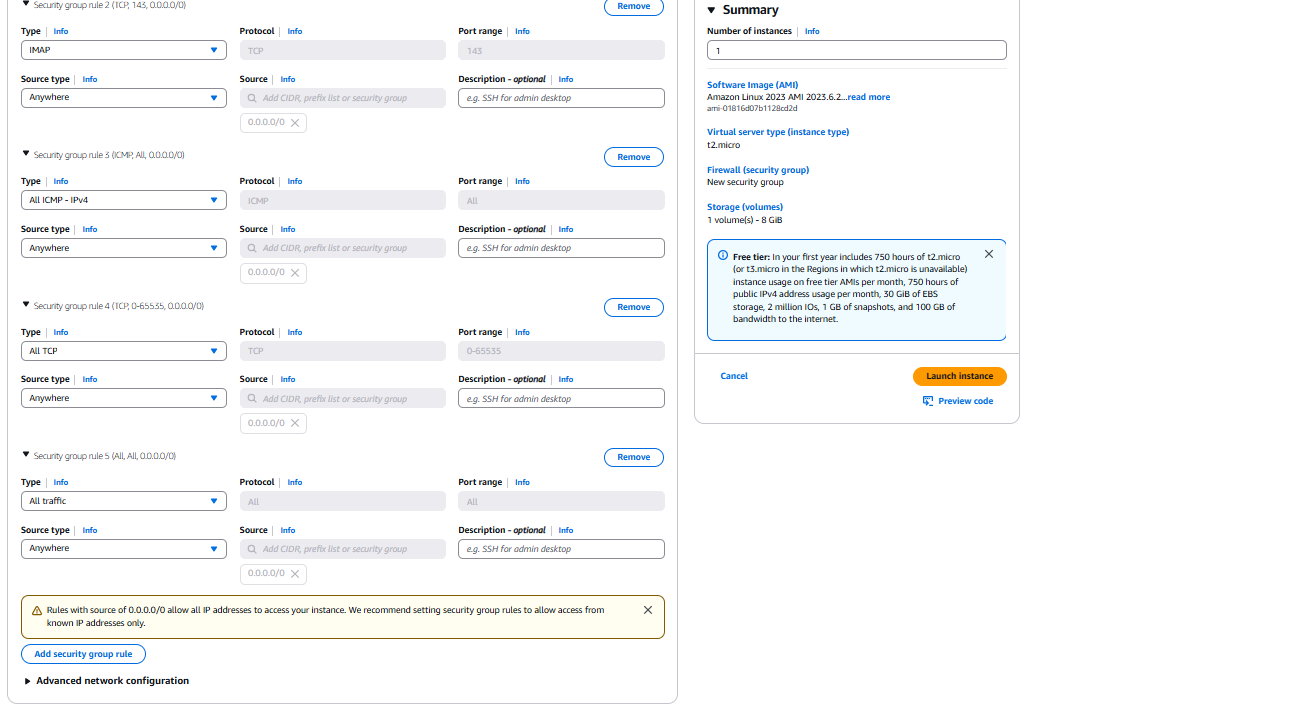 Security group rule 2 (TCP, 143, 0.0.0.0/0)
Remove
Type Info Protocol Info Port range Info
IMAP TCP 143
Source type Info Source Info Description - optional Info
Anywhere Add CIDR, prefix list or security group e.g. SSH for admin desktop
0.0.0.0/0
Security group rule 3 (ICMP, All, 0.0.0.0/0)
Remove
Type Info Protocol Info Port range Info
All ICMP - IPv4 ICMP All
Source type Info Source Info Description - optional Info
Anywhere Add CIDR, prefix list or security group e.g. SSH for admin desktop
0.0.0.0/0
Security group rule 4 (TCP, 0-65535, 0.0.0.0/0)
Remove
Type Info Protocol Info Port range Info
All TCP TCP 0-65535
Source type Info Source Info Description - optional Info
Anywhere Add CIDR, prefix list or security group e.g. SSH for admin desktop
0.0.0.0/0
Security group rule 5 (All, All, 0.0.0.0/0)
Remove
Type Info Protocol Info Port range Info
All traffic All All
Source type Info Source Info Description - optional Info
Anywhere Add CIDR, prefix list or security group e.g. SSH for admin desktop
0.0.0.0/0
Rules with source of 0.0.0.0/0 allow all IP addresses to access your instance. We recommend setting security group rules to allow access from
known IP addresses only.
Add security group rule
Advanced network configuration
Summary
Number of instances Info
1
Software Image (AMI)
Amazon Linux 2023 AMI 2023.6.2...read more
ami-01816d07b1128cd2d
Virtual server type (instance type)
t2.micro
Firewall (security group)
New security group
Storage (volumes)
1 volume(s) - 8 GiB
Free tier: In your first year includes 750 hours of t2.micro
(or t3.micro in the Regions in which t2.micro is unavailable)
instance usage on free tier AMIs per month, 750 hours of
public IPv4 address usage per month, 30 GiB of EBS
storage, 2 million IOs, 1 GB of snapshots, and 100 GB of
bandwidth to the internet.
Cancel
Launch instance
Preview code